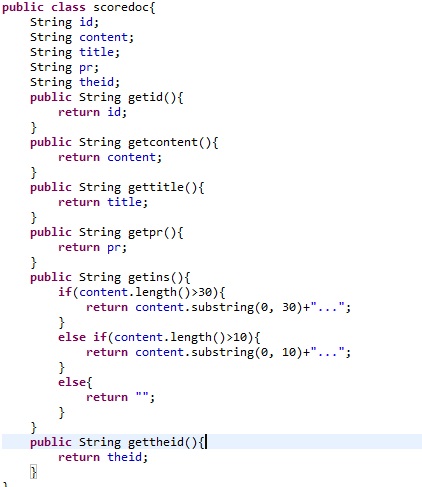 public class scoredoc{
    String id;
    String content;
    String title;
    String pr;
    String theid;
    public String getid(){
        return id;
    }
    public String getcontent(){
        return content;
    }
    public String gettitle(){
        return title;
    }
    public String getpr(){
        return pr;
    }
    public String getins(){
        if(content.length()>30){
            return content.substring(0, 30)+"...";
        }
        else if(content.length()>10){
            return content.substring(0, 10)+"...";
        }
        else{
            return "";
        }
    }
    public String gettheid(){
        return theid;
    }
}